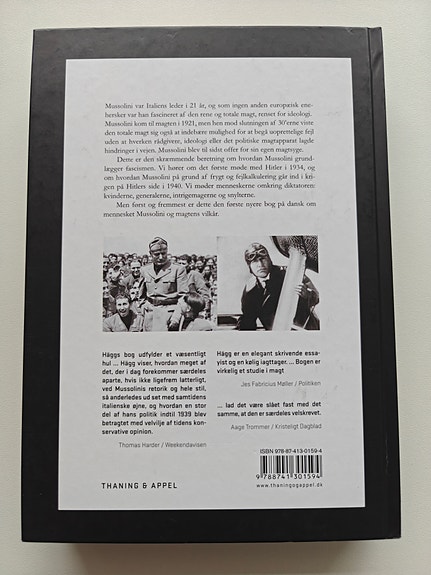 Mussolini var Italiens leder i 21 år, og som ingen anden europæisk ene-
hersker var han fascineret af den rene og totale magt, renset for ideologi.
Mussolini kom til magten i 1921, men hen mod slutningen af 30'erne viste
den totale magt sig også at indebære mulighed for at begå uoprettelige fejl
uden at hverken rådgivere, ideologi eller det politiske magtapparat lagde
hindringer i vejen. Mussolini blev til sidst offer for sin egen magtsyge.
Dette er den skræmmende beretning om hvordan Mussolini grund-
lægger fascismen. Vi hører om det første møde med Hitler i 1934, og
om hvordan Mussolini på grund af frygt og fejlkalkulering går ind i kri-
gen på Hitlers side i 1940. Vi møder menneskerne omkring diktatoren:
kvinderne, generalerne, intrigemagerne og snylterne.
Men først og fremmest er dette den første nyere bog på dansk om
mennesket Mussolini og magtens vilkår.
Häggs bog udfylder et væsentligt
hul ... Hägg viser, hvordan meget af
det, der i dag forekommer særdeles
aparte, hvis ikke ligefrem latterligt,
ved Mussolinis retorik og hele stil,
så anderledes ud set med samtidens
italienske øjne, og hvordan en stor
del af hans politik indtil 1939 blev
betragtet med velvilje af tidens kon-
servative opinion.
Thomas Harder / Weekendavisen
Hägg er en elegant skrivende essa-
yist og en kølig iagttager. ... Bogen er
virkelig et studie i magt
Jes Fabricius Møller / Politiken
... lad det være slået fast med det
samme, at den er særdeles velskrevet.
Aage Trommer / Kristeligt Dagblad
ISBN 978-87-413-0159-4
9 788741 301594
THANING & APPEL
www.thaningogappel.dk